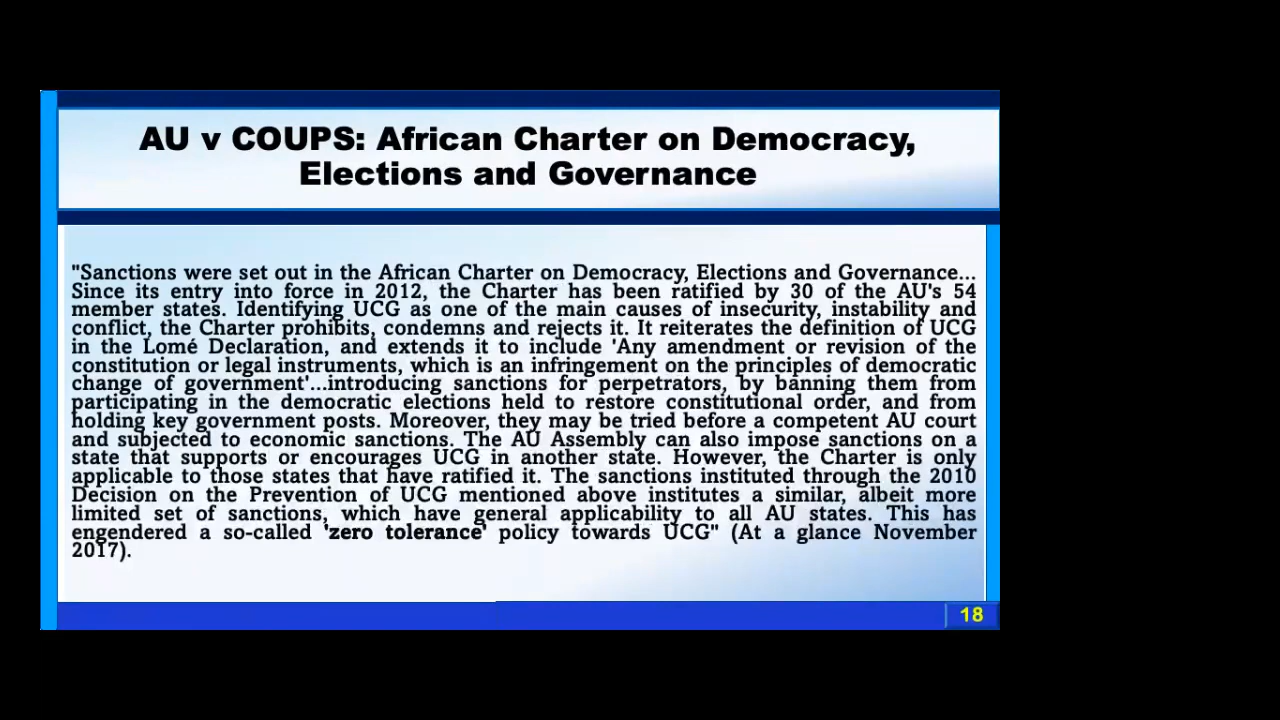 AU v COUPS: African Charter on Democracy,
Elections and Governance
"Sanctions were set out in the African Charter on Democracy, Elections and Governance...
Since its entry into force in 2012, the Charter has been ratified by 30 of the AU's 54
member states. Identifying UCG as one of the main causes of insecurity, instability and
conflict, the Charter prohibits, condemns and rejects it. It reiterates the definition of UCG
in the Lomé Declaration, and extends it to include 'Any amendment or revision of the
constitution or legal instruments, which is an infringement on the principles of democratic
change of government'...introducing sanctions for perpetrators, by banning them from
participating in the democratic elections held to restore constitutional order, and from
holding key government posts. Moreover, they may be tried before a competent AU court
and subjected to economic sanctions. The AU Assembly can also impose sanctions on a
state that supports or encourages UCG in another state. However, the Charter is only
applicable to those states that have ratified it. The sanctions instituted through the 2010
Decision on the Prevention of UCG mentioned above institutes a similar, albeit more
limited set of sanctions, which have general applicability to all AU states. This has
engendered a so-called 'zero tolerance' policy towards UCG" (At a glance November
2017).
18